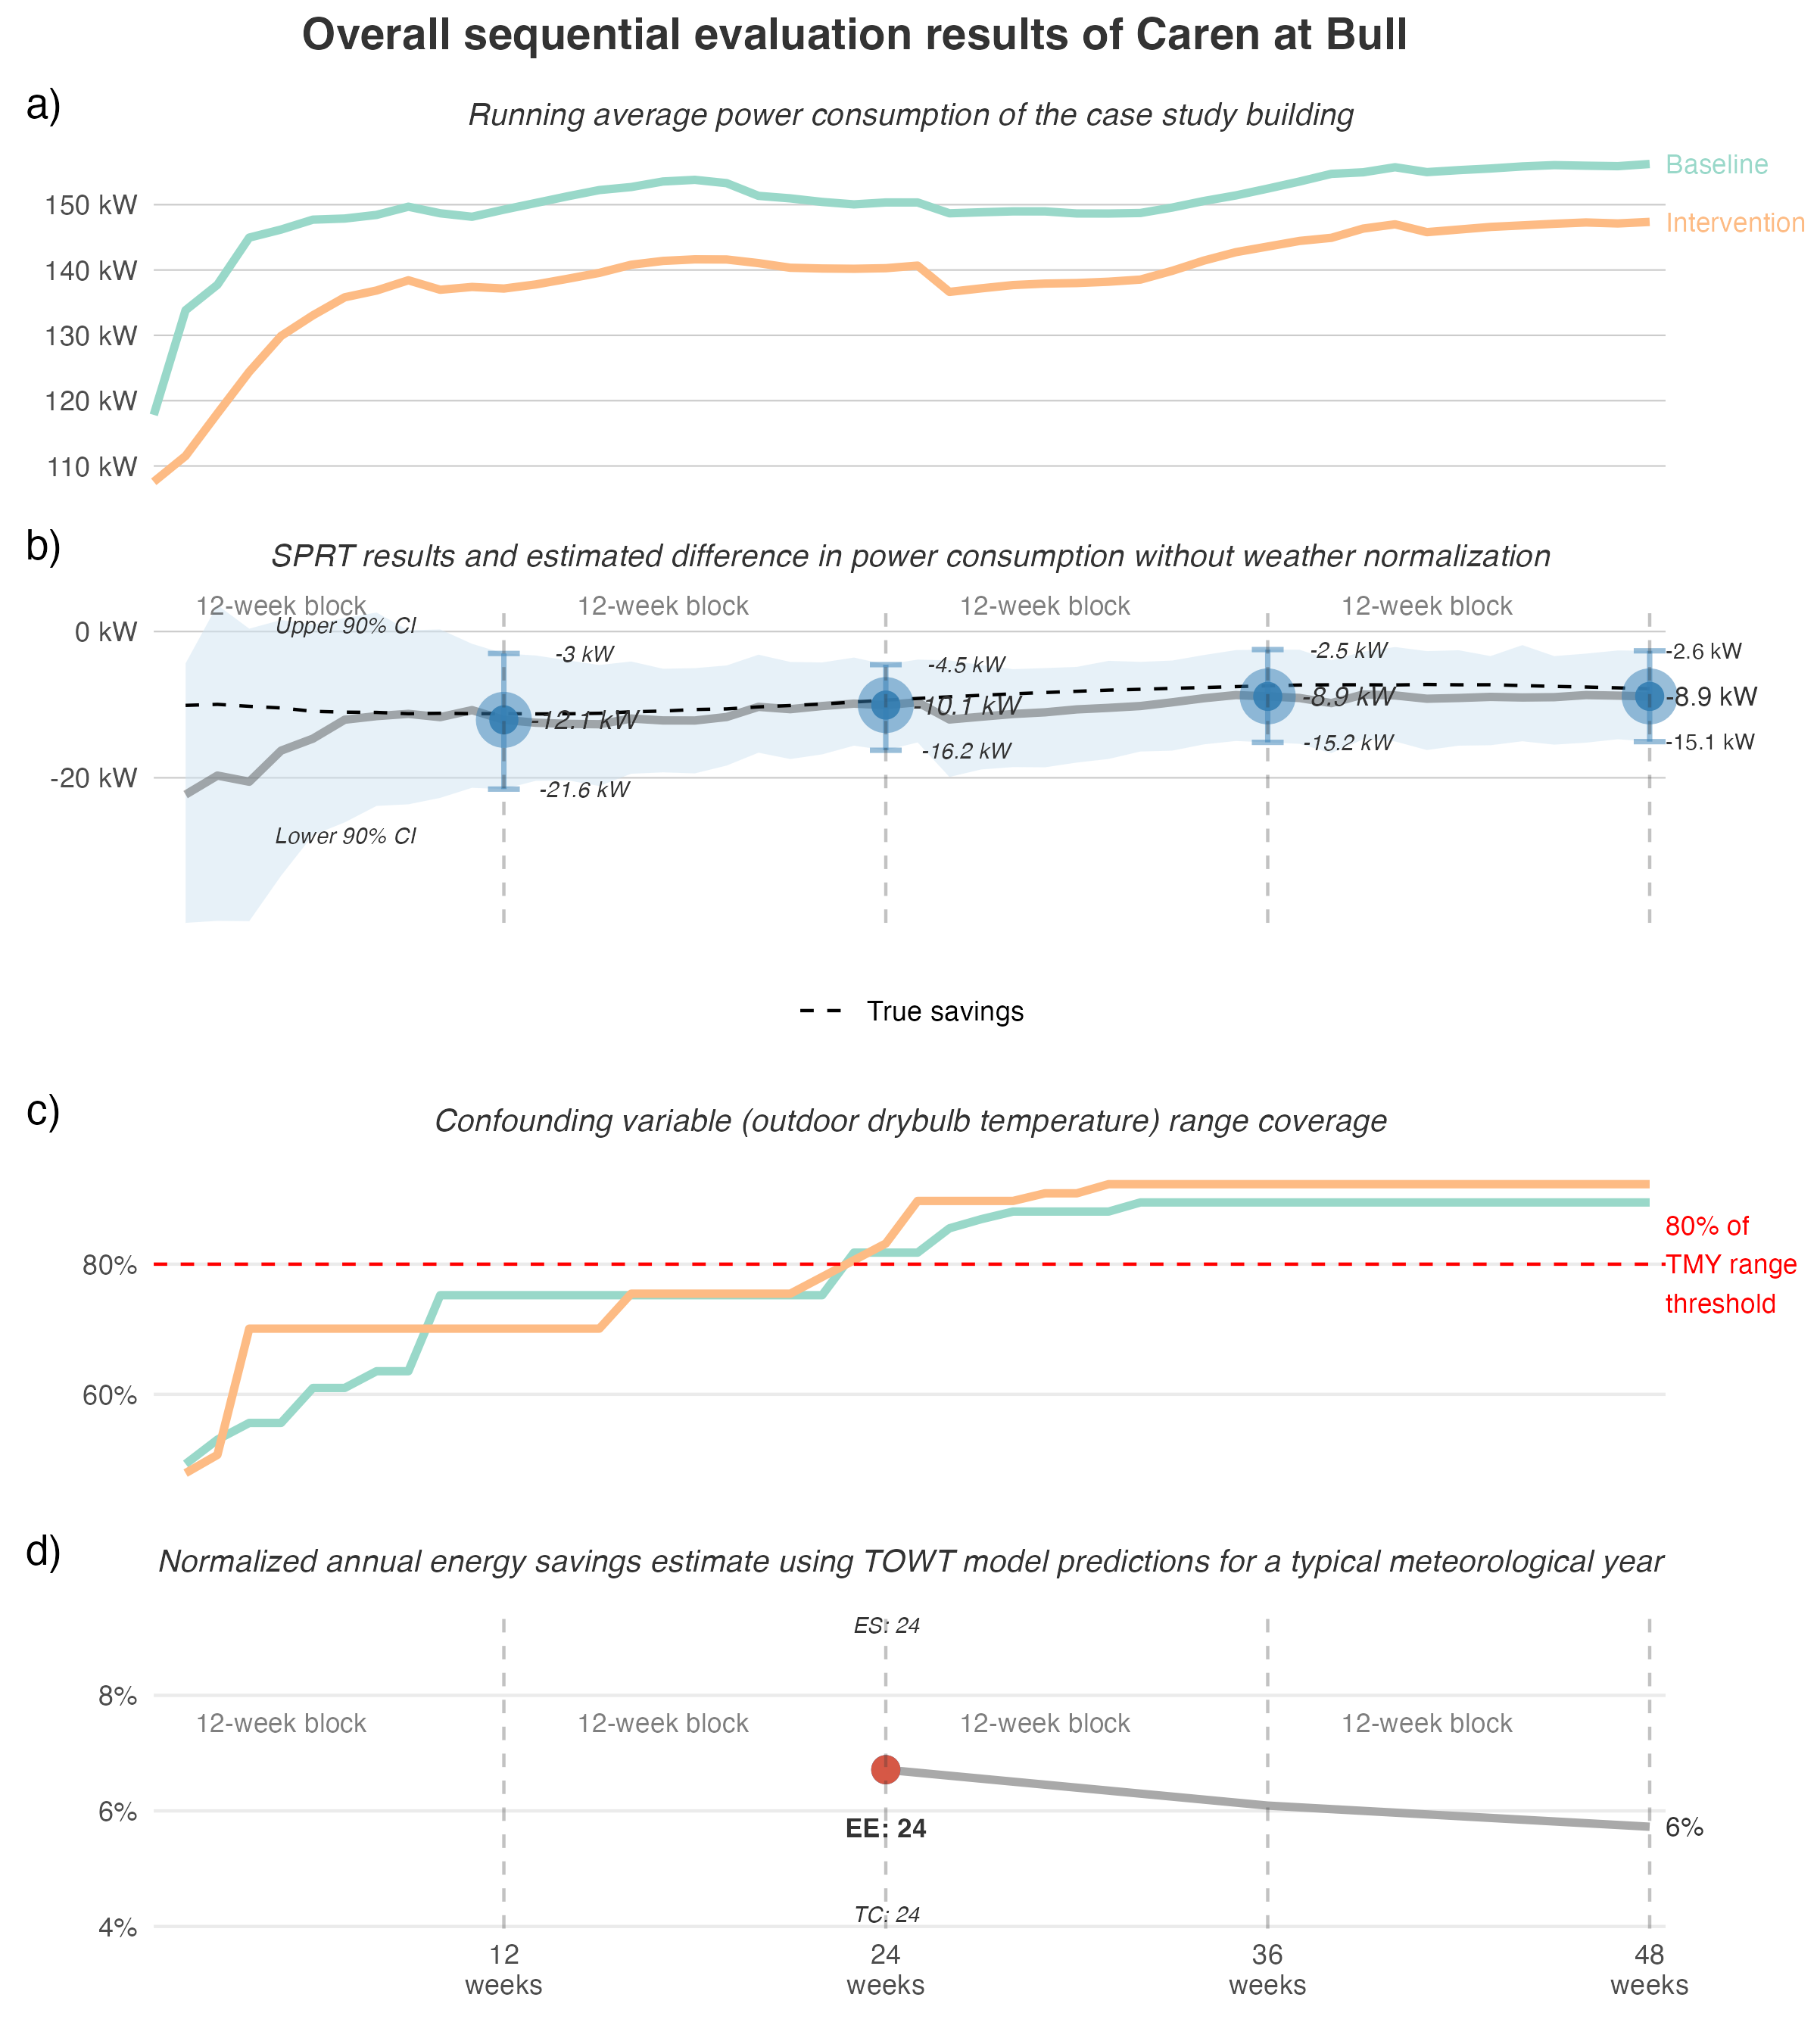 Overall sequential evaluation results of Caren at Bull
a)
Running average power consumption of the case study building
150 kW
140 kW
130 kW
120 kW
110 kW
Baseline
Intervention
b)
SPRT results and estimated difference in power consumption without weather normalization
12-week block
12-week block
12-week block
12-week block
Upper 90% CI
0 kW
-20 kW
-3 kW
-4.5 kW
-2.5 kW
-2.6 kW
-12.1 kW
-10.1 kW
-8.9 kW
-8.9 kW
-21.6 kW
-16.2 kW
-15.2 kW
-15.1 kW
Lower 90% CI
True savings
c)
Confounding variable (outdoor drybulb temperature) range coverage
80%
60%
80% of
TMY range
threshold
d)
Normalized annual energy savings estimate using TOWT model predictions for a typical meteorological year
ES: 24
8%
12-week block
12-week block
12-week block
12-week block
6%
EE: 24
6%
TC: 24
4%
12
weeks
24
weeks
36
weeks
48
weeks